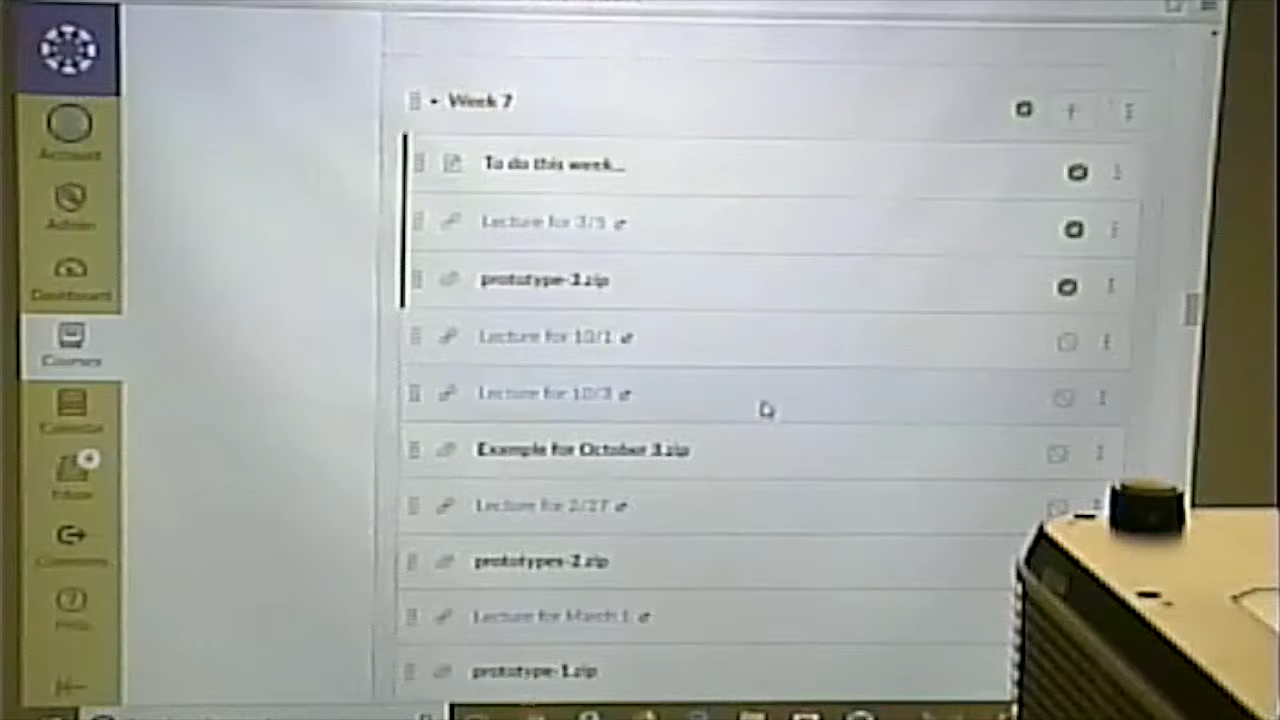 Week 7
To do this week...
Lecture for 3/5
prototype-3.zip
Lecture for 10/1
Lecture for 10/3
Example for October 3.zip
Lecture for 2/27
prototypes-2.zip
Lecture for March 1
prototype-1.zip
Account
Admin
Dashboard
Courses
Calendar
4
Inbox
Commons
Help